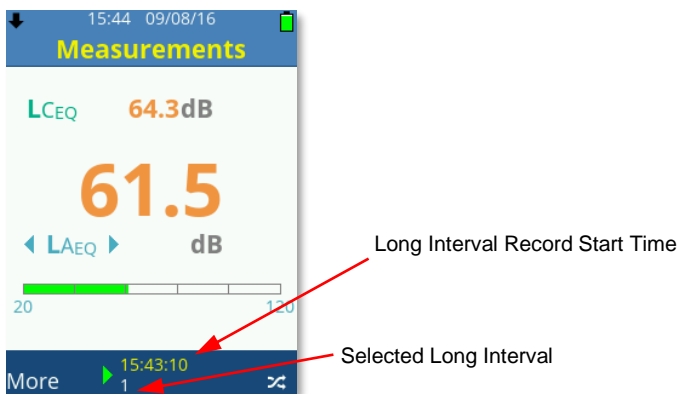 15:44 09/08/16
Measurements
LCEQ 64.3dB
61.5
LAEQ dB
20 120
Long Interval Record Start Time
15:43:10
Selected Long Interval
More 1